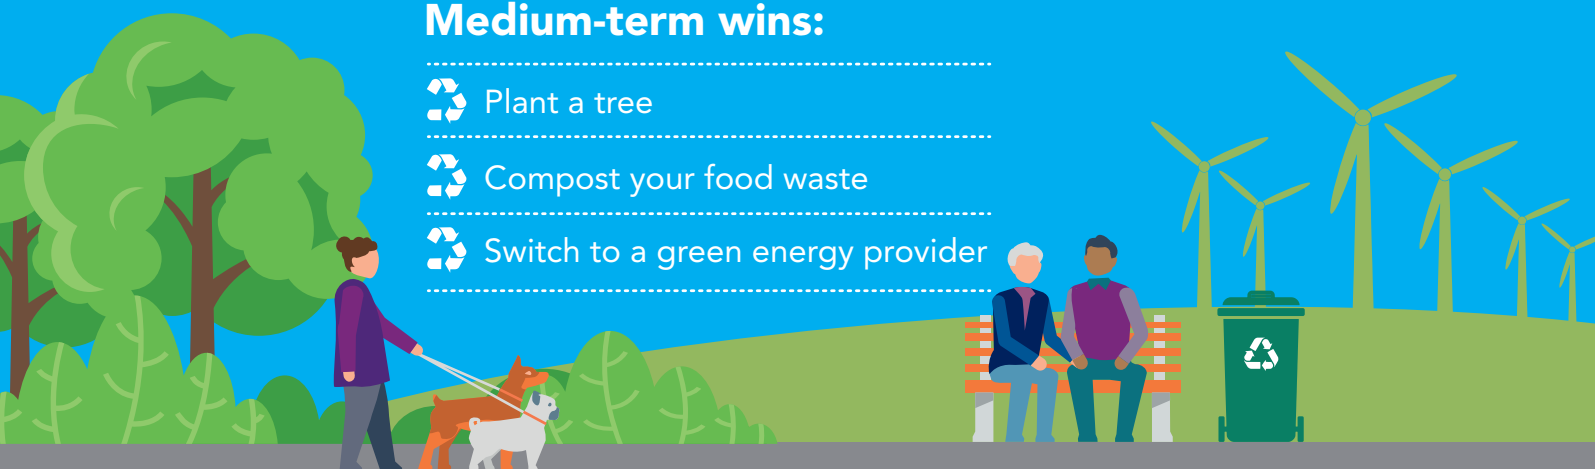 Medium-term wins:
Plant a tree
Compost your food waste
Switch to a green energy provider